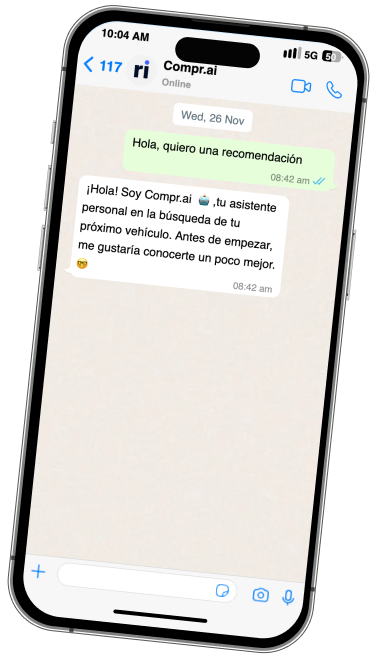 10:04 AM 5G 50
117 ri Compr.ai
Online
Wed, 26 Nov
Hola, quiero una recomendación
08:42 am
¡Hola! Soy Compr.ai 🤖 ,tu asistente
personal en la búsqueda de tu
próximo vehículo. Antes de empezar,
me gustaría conocerte un poco mejor.
🤓
08:42 am